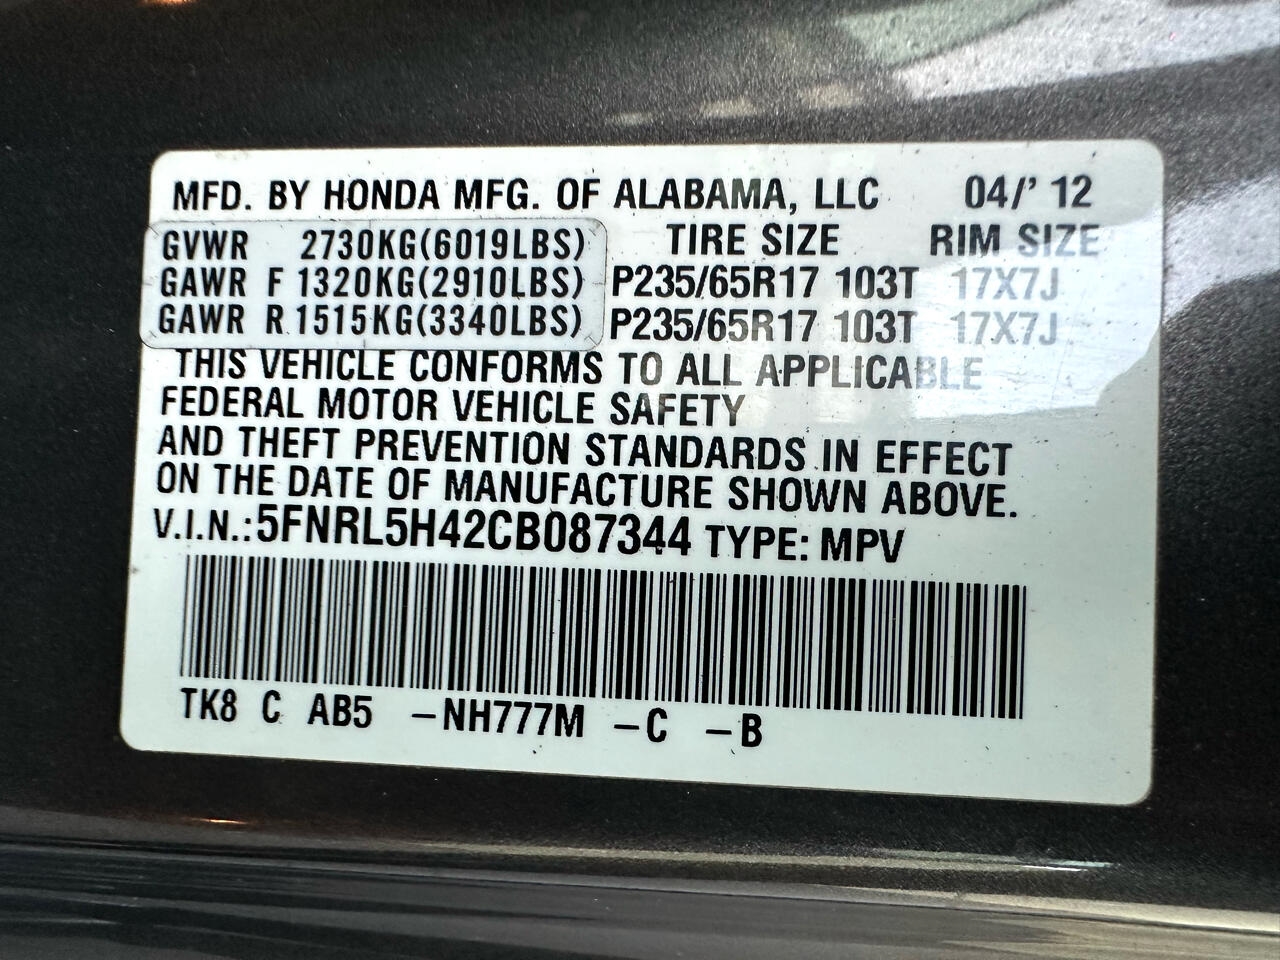 MFD. BY HONDA MFG. OF ALABAMA, LLC 04/' 12
GVWR 2730KG(6019LBS) TIRE SIZE RIM SIZE
GAWR F 1320KG(2910LBS) P235/65R17 103T 17X7J
GAWR R 1515KG(3340LBS) P235/65R17 103T 17X7J
THIS VEHICLE CONFORMS TO ALL APPLICABLE
FEDERAL MOTOR VEHICLE SAFETY
AND THEFT PREVENTION STANDARDS IN EFFECT
ON THE DATE OF MANUFACTURE SHOWN ABOVE.
V.I.N.: 5FNRL5H42CB087344 TYPE: MPV
TK8 C AB5 -NH777M -C -B